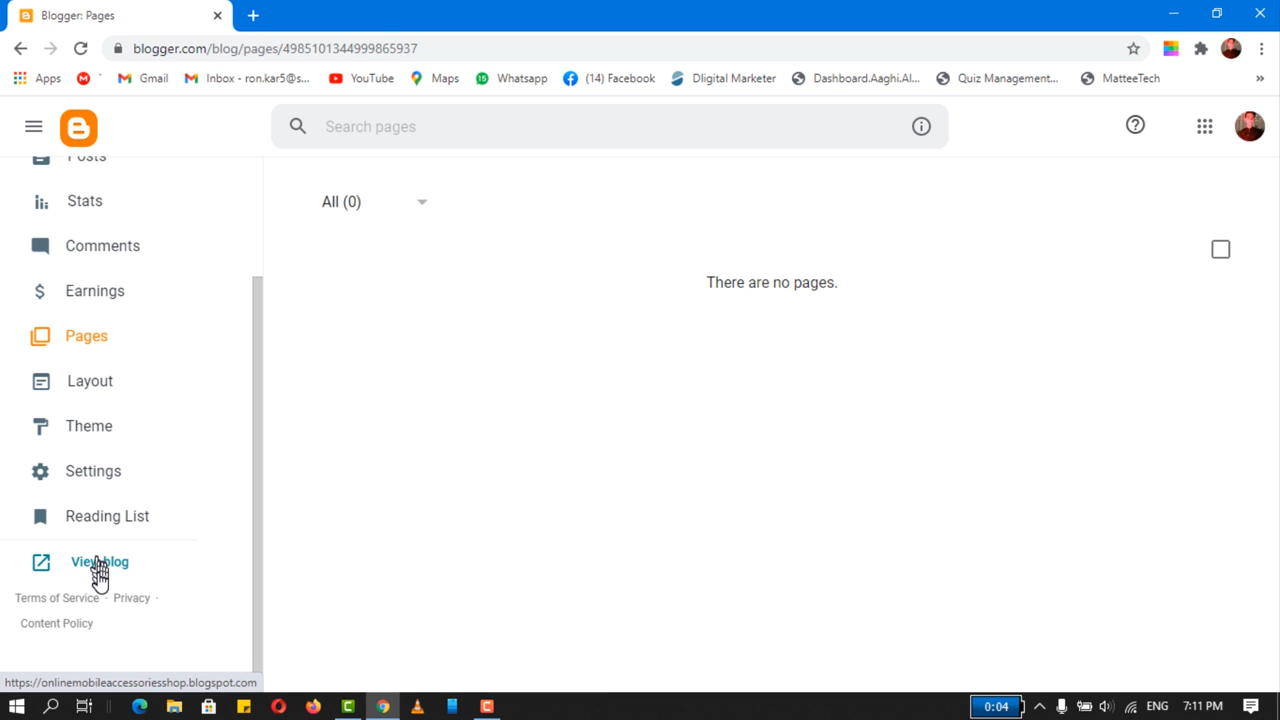 Blogger: Pages
blogger.com/blog/pages/4985101344999865937
Apps Gmail Inbox - ron.kar5@s... YouTube Maps Whatsapp (14) Facebook DIigital Marketer Dashboard.Aaghi.Al... Quiz Management... MatteeTech
Search pages
Posts
Stats
Comments
Earnings
Pages
Layout
Theme
Settings
Reading List
View blog
Terms of Service · Privacy ·
Content Policy
All (0)
There are no pages.
https://onlinemobileaccessoriesshop.blogspot.com
0:04 ENG 7:11 PM